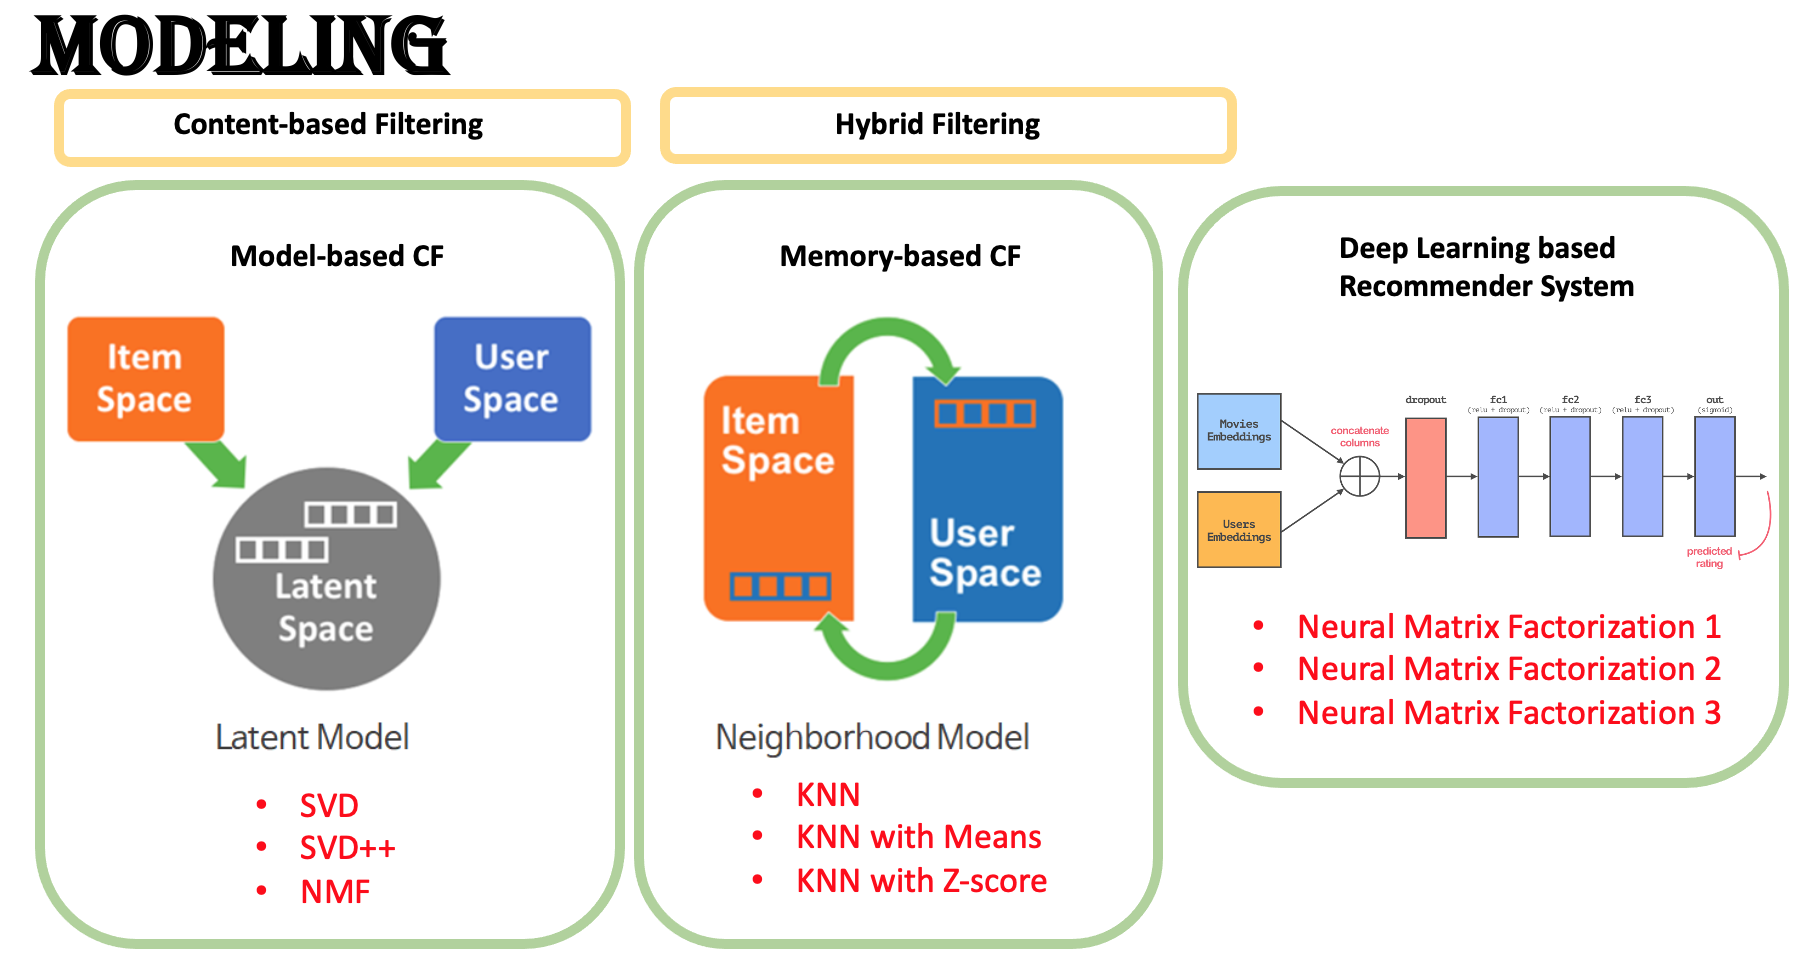 MODELING
Content-based Filtering
Hybrid Filtering
Model-based CF
Item
Space
User
Space
Latent
Space
Latent Model
• SVD
• SVD++
• NMF
Memory-based CF
Item
Space
User
Space
Neighborhood Model
• KNN
• KNN with Means
• KNN with Z-score
Deep Learning based
Recommender System
Movies
Embeddings
Users
Embeddings
concatenate
columns
dropout
fc1
(relu + dropout)
fc2
(relu + dropout)
fc3
(relu + dropout)
out
(sigmoid)
predicted
rating
• Neural Matrix Factorization 1
• Neural Matrix Factorization 2
• Neural Matrix Factorization 3